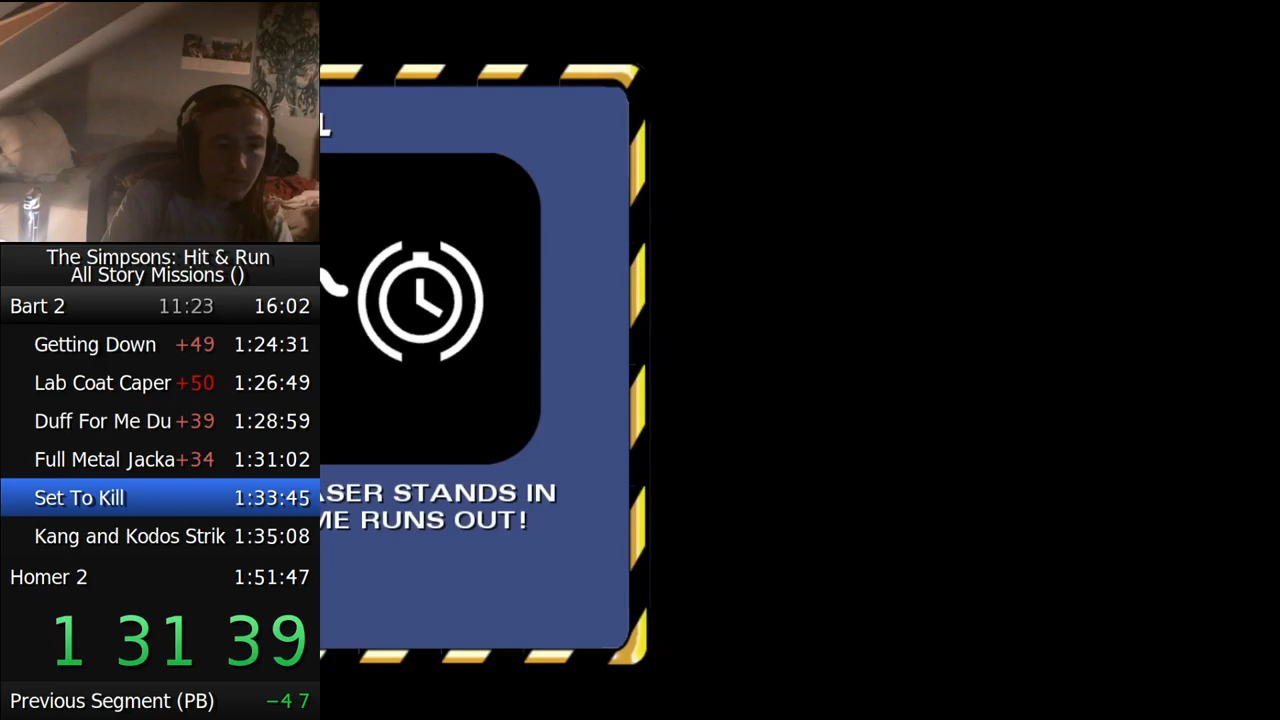 The Simpsons: Hit & Run
All Story Missions ()
Bart 2 11:23 16:02
Getting Down +49 1:24:31
Lab Coat Caper +50 1:26:49
Duff For Me Du +39 1:28:59
Full Metal Jacka +34 1:31:02
Set To Kill 1:33:45
Kang and Kodos Strik 1:35:08
Homer 2 1:51:47
1 31 39
Previous Segment (PB) −4 7
L
ASER STANDS IN
ME RUNS OUT!